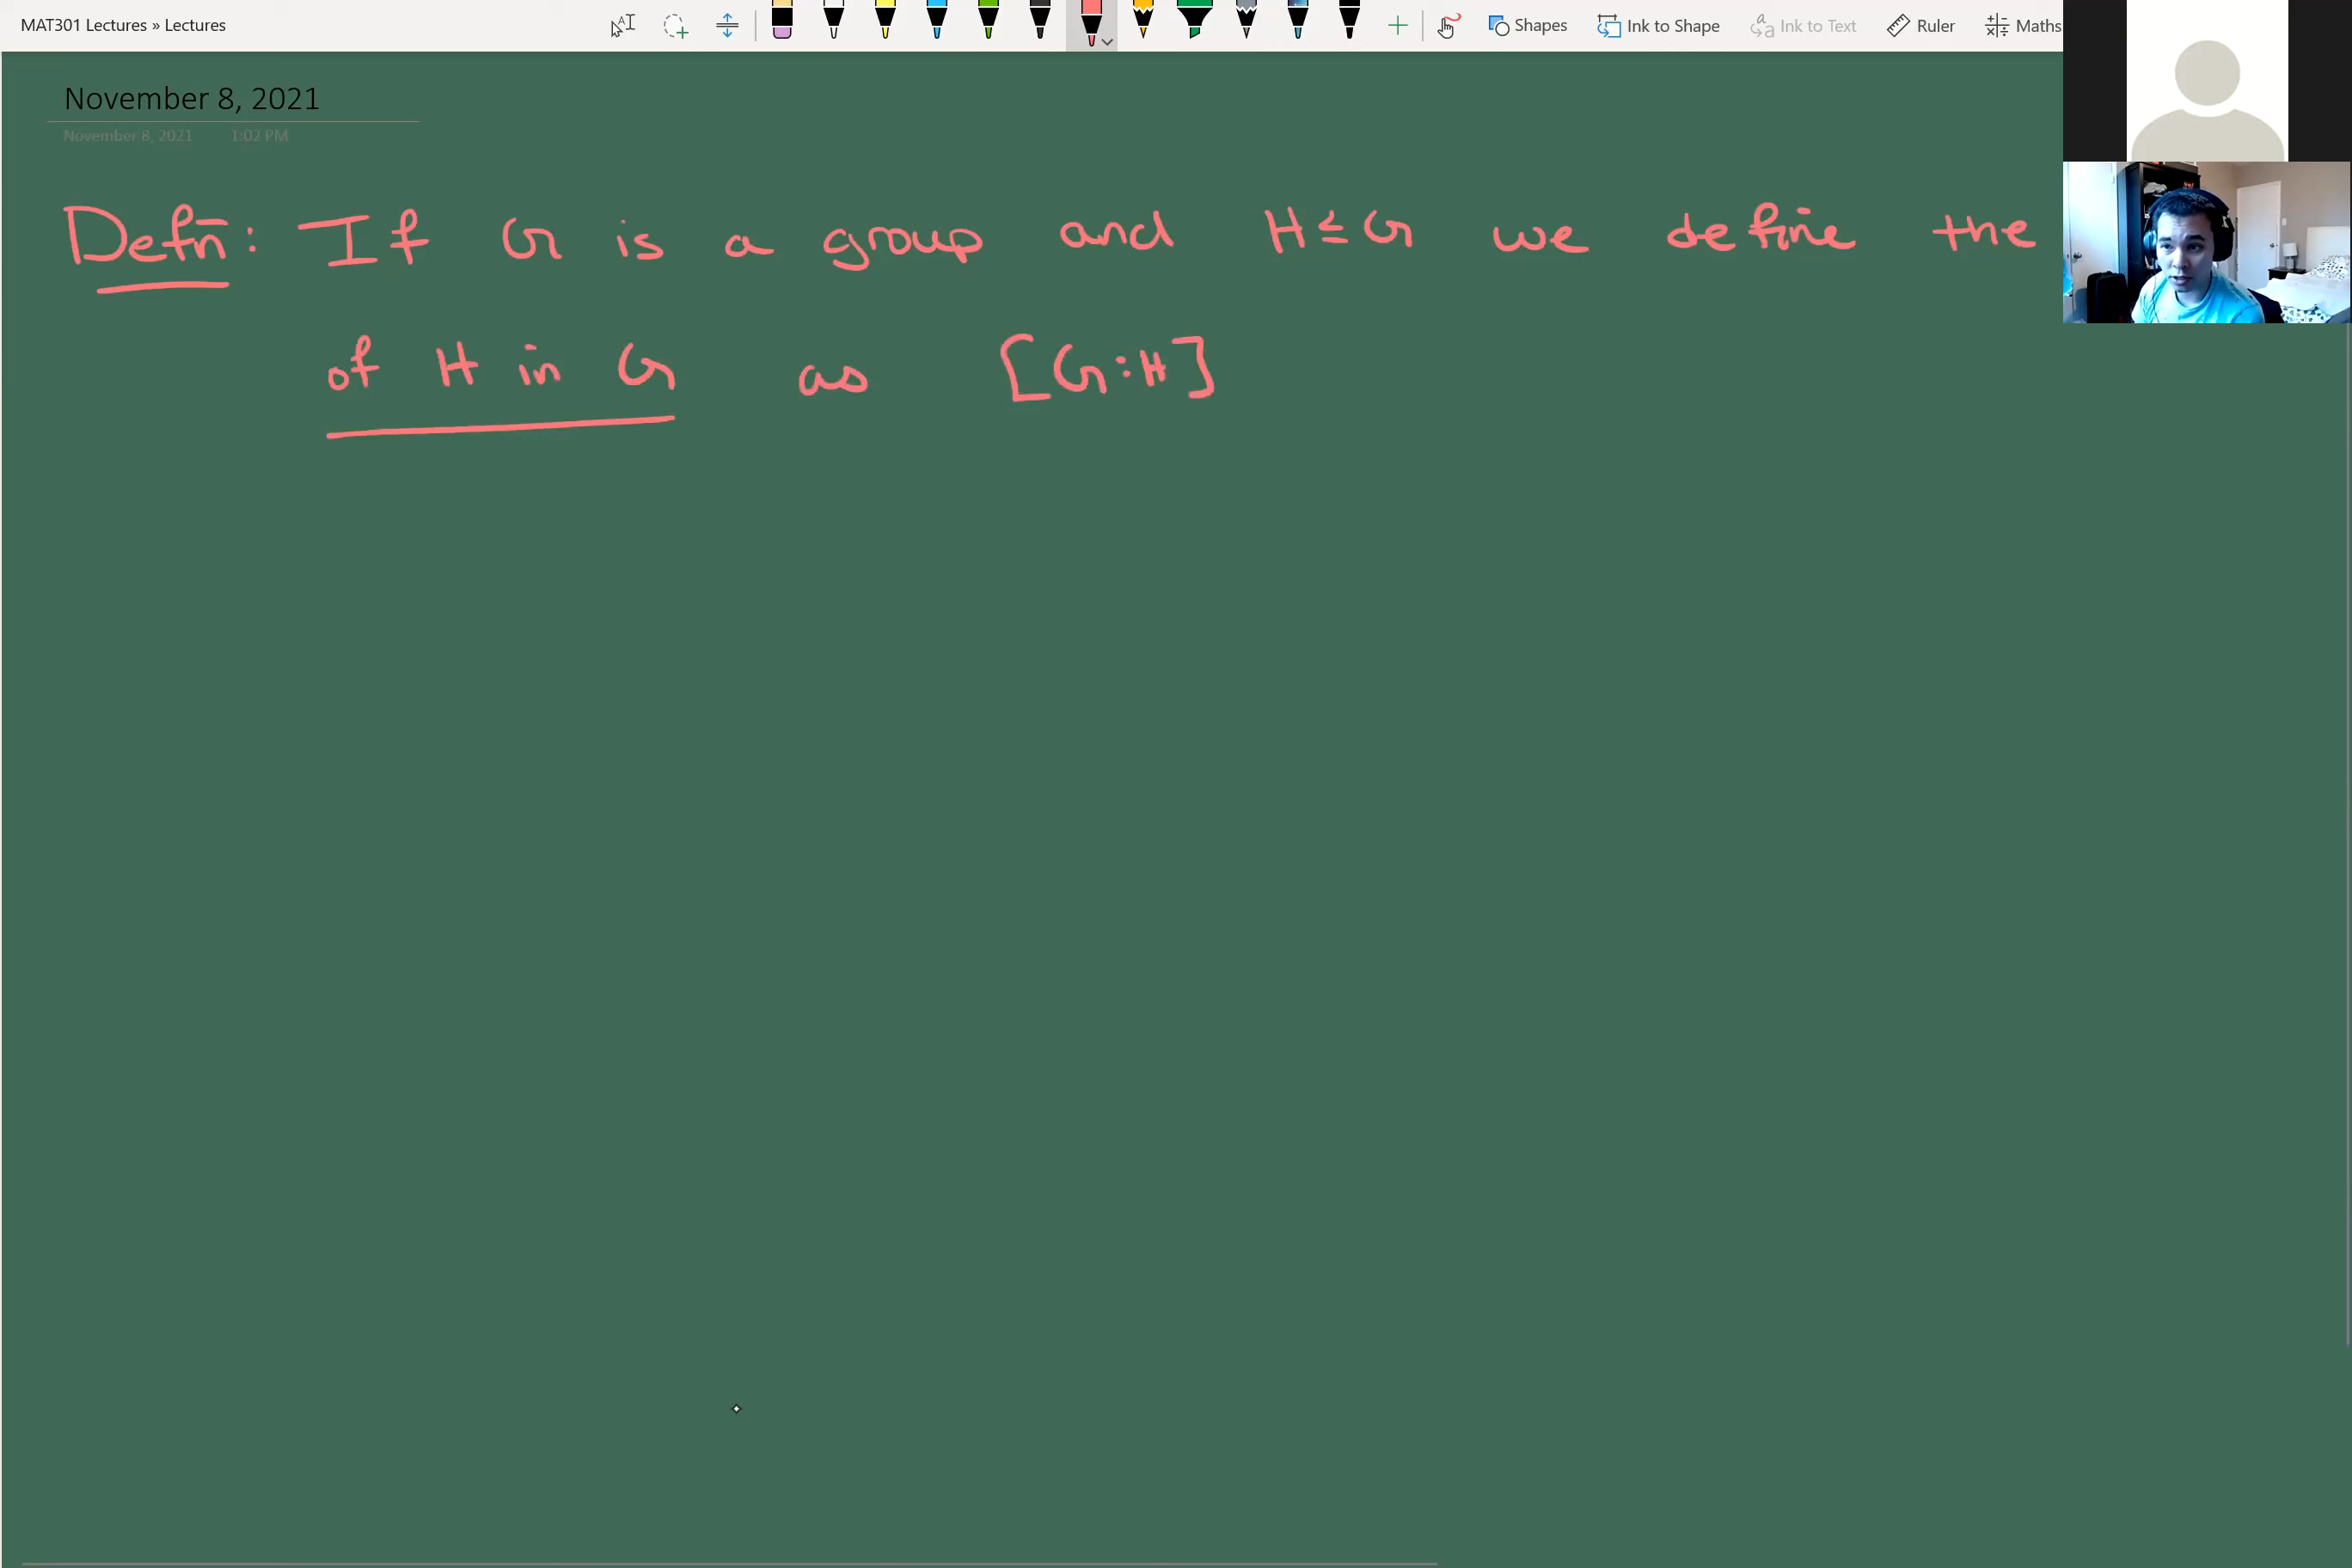 MAT301 Lectures » Lectures
Shapes
Ink to Shape
Ink to Text
Ruler
Maths
November 8, 2021
November 8, 2021 1:02 PM
Defn: If G is a group and H ≤ G we define the
of H in G as [G:H]